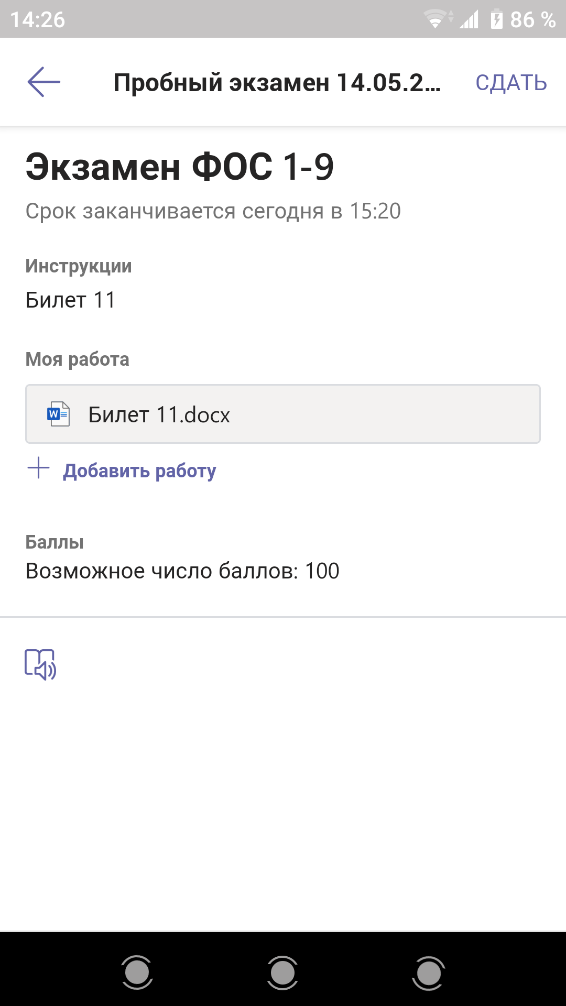 14:26
86 %
Пробный экзамен 14.05.2...
СДАТЬ
Экзамен ФОС 1-9
Срок заканчивается сегодня в 15:20
Инструкции
Билет 11
Моя работа
W
Билет 11.docx
Добавить работу
Баллы
Возможное число баллов: 100